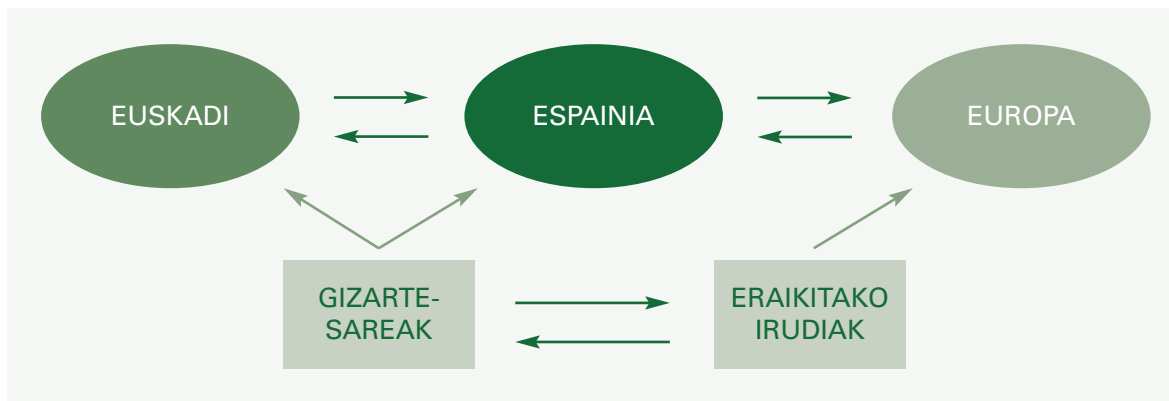 EUSKADI
ESPAINIA
EUROPA
GIZARTE-
SAREAK
ERAIKITAKO
IRUDIAK